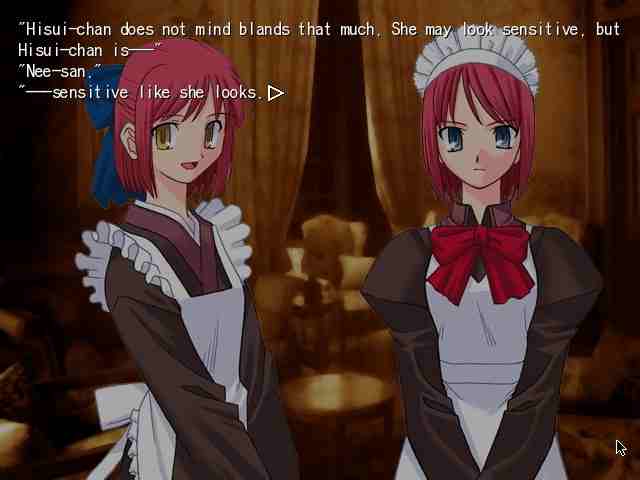 "Hisui-chan does not mind blands that much. She may look sensitive, but
Hisui-chan is――"
"Nee-san."
"――sensitive like she looks.